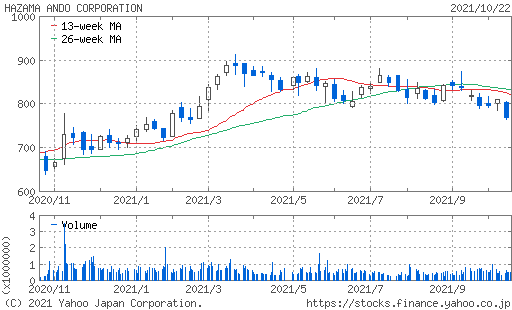 HAZAMA ANDO CORPORATION 2021/10/22
1000
13-week MA
26-week MA
900
800
700
600
2020/11 2021/1 2021/3 2021/5 2021/7 2021/9
4
Volume
3
2
1
0
(x1000000)
2020/11 2021/1 2021/3 2021/5 2021/7 2021/9
(C) 2021 Yahoo Japan Corporation. https://stocks.finance.yahoo.co.jp